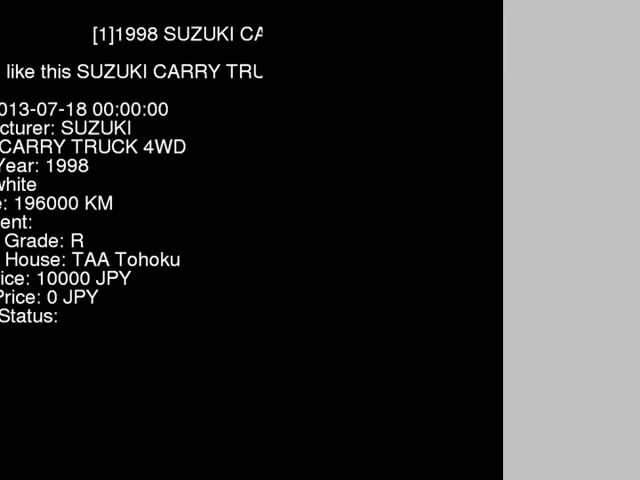 [1]1998 SUZUKI CA
like this SUZUKI CARRY TRU
013-07-18 00:00:00
cturer: SUZUKI
CARRY TRUCK 4WD
Year: 1998
white
e: 196000 KM
ent:
Grade: R
House: TAA Tohoku
ice: 10000 JPY
Price: 0 JPY
Status: